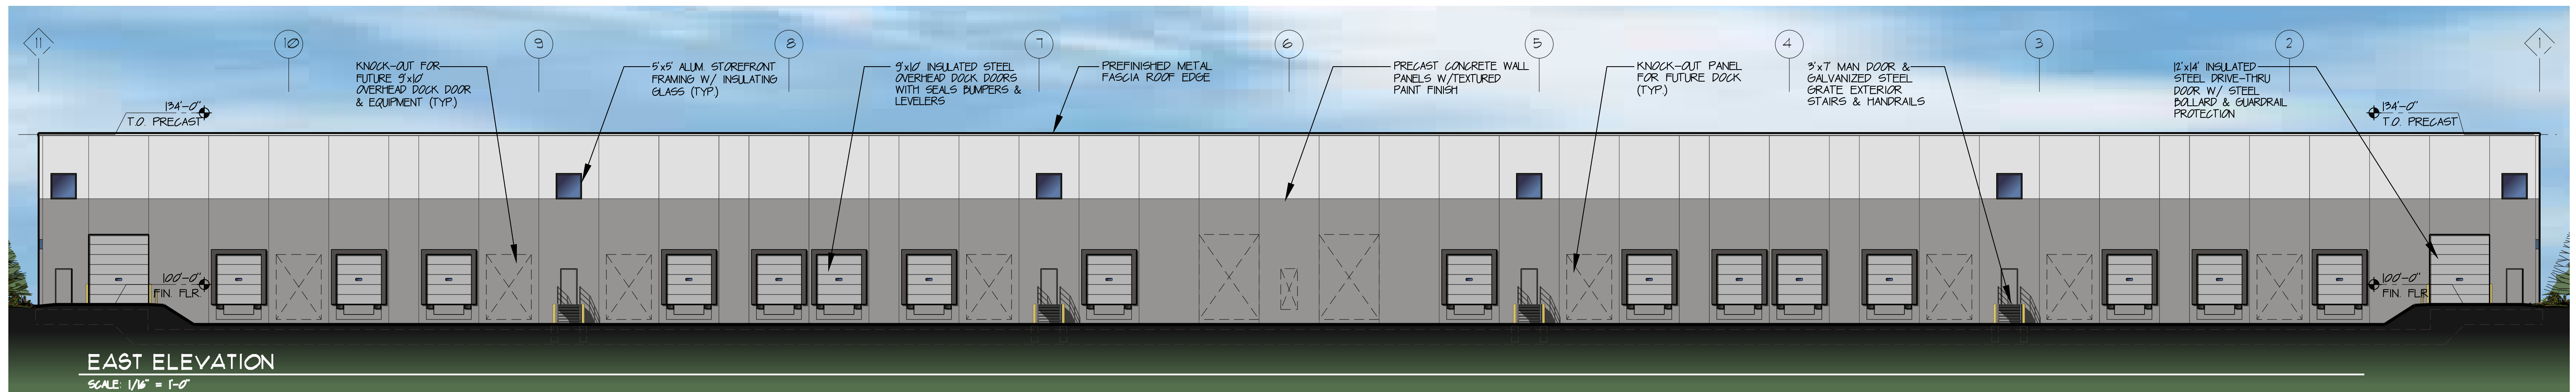 11
10
9
8
7
6
5
4
3
2
1
KNOCK-OUT FOR
FUTURE 9'x10'
OVERHEAD DOCK DOOR
& EQUIPMENT (TYP.)
5'x5' ALUM. STOREFRONT
FRAMING W/ INSULATING
GLASS (TYP.)
9'x10' INSULATED STEEL
OVERHEAD DOCK DOORS
WITH SEALS BUMPERS &
LEVELERS
PREFINISHED METAL
FASCIA ROOF EDGE
PRECAST CONCRETE WALL
PANELS W/TEXTURED
PAINT FINISH
KNOCK-OUT PANEL
FOR FUTURE DOCK
(TYP.)
3'x7' MAN DOOR &
GALVANIZED STEEL
GRATE EXTERIOR
STAIRS & HANDRAILS
12'x14' INSULATED
STEEL DRIVE-THRU
DOOR W/ STEEL
BOLLARD & GUARDRAIL
PROTECTION
134'-0"
T.O. PRECAST
134'-0"
T.O. PRECAST
100'-0"
FIN. FLR.
100'-0"
FIN. FLR.
EAST ELEVATION
SCALE: 1/16" = 1'-0"